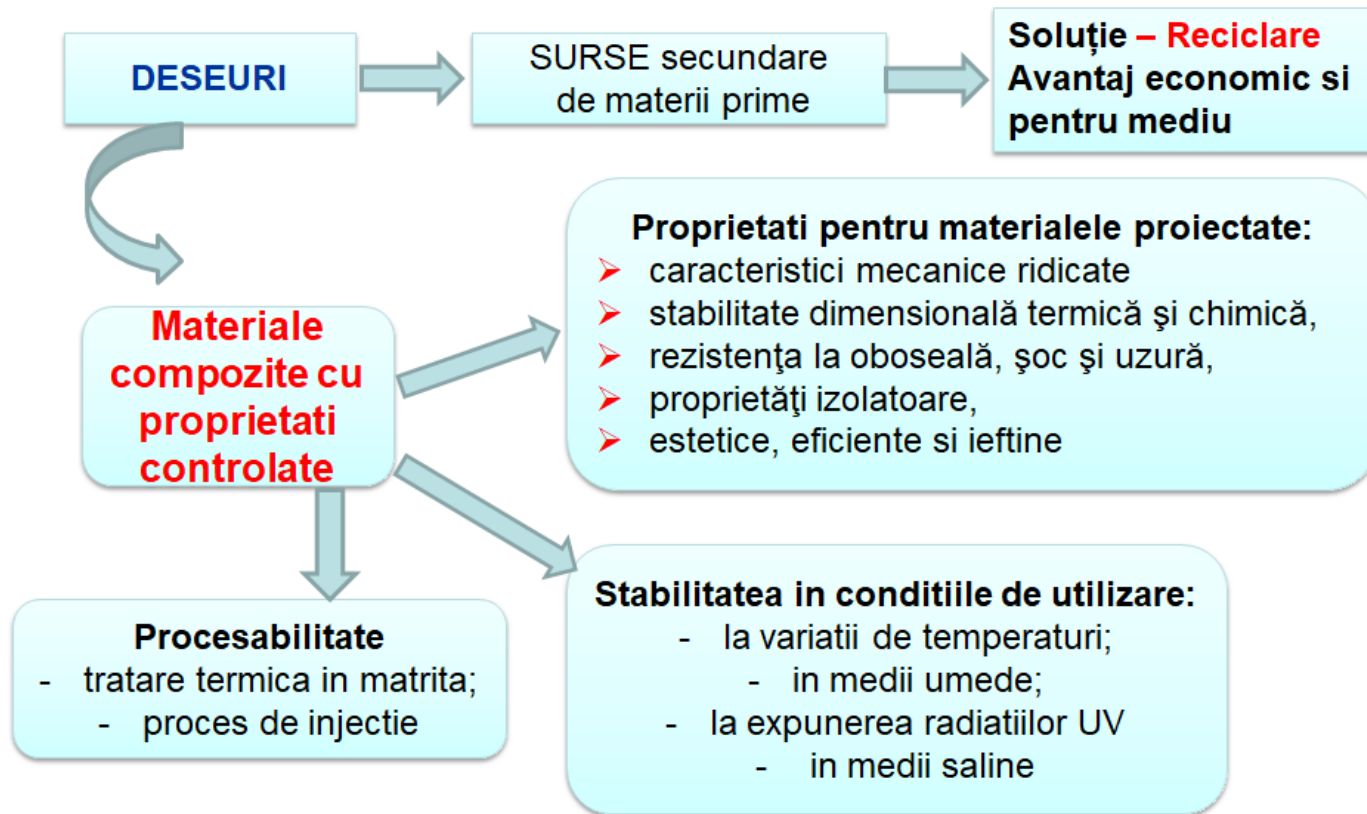 DESEURI
SURSE secundare
de materii prime
Soluție – Reciclare
Avantaj economic si
pentru mediu
Proprietati pentru materialele proiectate:
➢ caracteristici mecanice ridicate
➢ stabilitate dimensională termică şi chimică,
➢ rezistenţa la oboseală, şoc şi uzură,
➢ proprietăţi izolatoare,
➢ estetice, eficiente si ieftine
Materiale
compozite cu
proprietati
controlate
Procesabilitate
- tratare termica in matrita;
- proces de injectie
Stabilitatea in conditiile de utilizare:
- la variatii de temperaturi;
- in medii umede;
- la expunerea radiatiilor UV
- in medii saline